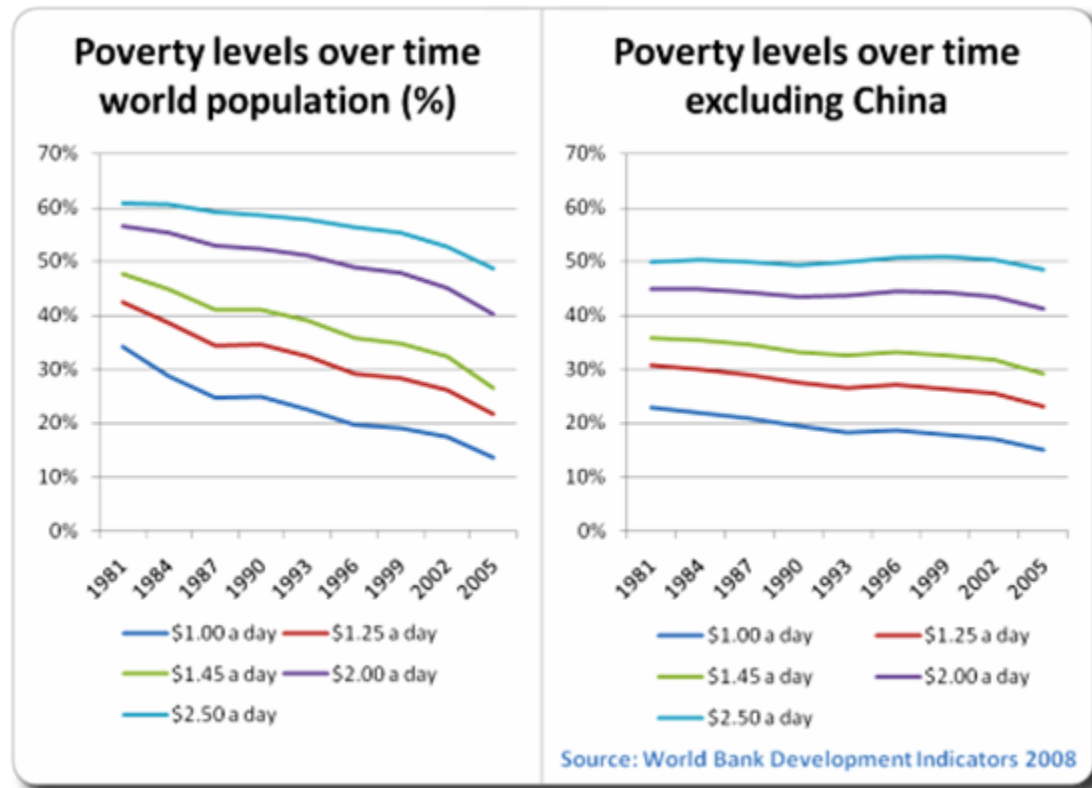 Poverty levels over time
world population (%)
70%
60%
50%
40%
30%
20%
10%
0%
1981
1984
1987
1990
1993
1996
1999
2002
2005
$1.00 a day
$1.25 a day
$1.45 a day
$2.00 a day
$2.50 a day
Poverty levels over time
excluding China
70%
60%
50%
40%
30%
20%
10%
0%
1981
1984
1987
1990
1993
1996
1999
2002
2005
$1.00 a day
$1.25 a day
$1.45 a day
$2.00 a day
$2.50 a day
Source: World Bank Development Indicators 2008